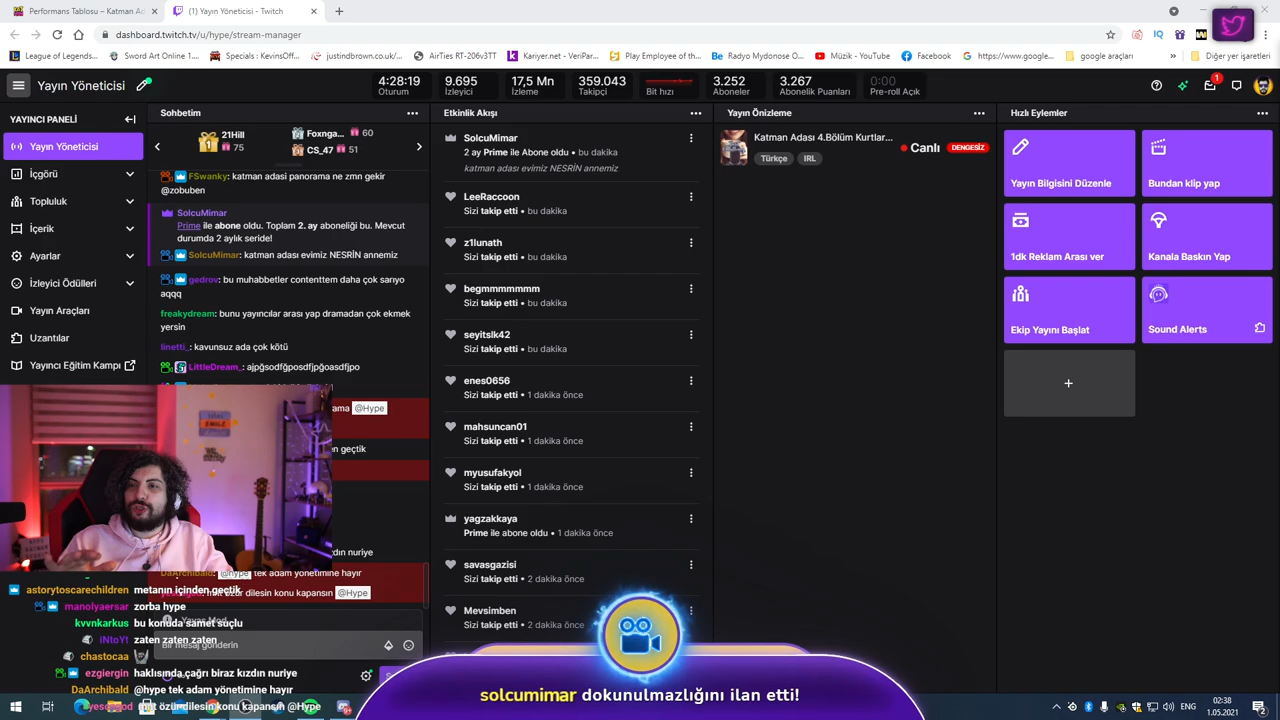 Performans Tablosu – Katman Ad
(1) Yayın Yöneticisi - Twitch
dashboard.twitch.tv/u/hype/stream-manager
League of Legends...
Sword Art Online 1...
Specials : KevinsOff...
justindbrown.co.uk/...
AirTies RT-206v3TT
Kariyer.net - VeriPar...
Play Employee of th...
Radyo Mydonose O...
Müzik - YouTube
Facebook
https://www.google...
google araçları
Diğer yer işaretleri
Yayın Yöneticisi
4:28:19
Oturum
9.695
İzleyici
17,5 Mn
İzleme
359.043
Takipçi
Bit hızı
3.252
Aboneler
3.267
Abonelik Puanları
0:00
Pre-roll Açık
1
YAYINCI PANELİ
Yayın Yöneticisi
İçgörü
Topluluk
İçerik
Ayarlar
İzleyici Ödülleri
Yayın Araçları
Uzantılar
Yayıncı Eğitim Kampı
Sohbetim
21Hill
75
Foxnga...
60
CS_47
51
FSwanky: katman adasi panorama ne zmn gekir
@zobuben
SolcuMimar
Prime ile abone oldu. Toplam 2. ay aboneliği bu. Mevcut
durumda 2 aylık seride!
SolcuMimar: katman adası evimiz NESRİN annemiz
gedrov: bu muhabbetler contenttem daha çok sarıyo
aqqq
freakydream: bunu yayıncılar arası yap dramadan çok ekmek
yersin
linetti_: kavunsuz ada çok kötü
LittleDream_: ajpğsodfğposdfjpğoasdfjpo
@Hype
geçtik
DaArchibald: @hype tek adam yönetimine hayır
mot özür dilesin konu kapansın @Hype
Bir mesaj gönderin
astorytoscarechildren metanın içinden geçtik
manolyaersar zorba hype
kvvnkarkus bu konuda samet suçlu
iNtoYt zaten zaten zaten
chastocaa
ezgiergin haklısında çağrı biraz kızdın nuriye
DaArchibald @hype tek adam yönetimine hayır
Etkinlik Akışı
SolcuMimar
2 ay Prime ile Abone oldu • bu dakika
katman adası evimiz NESRİN annemiz
LeeRaccoon
Sizi takip etti • bu dakika
z1lunath
Sizi takip etti • bu dakika
begmmmmmmm
Sizi takip etti • bu dakika
seyitslk42
Sizi takip etti • bu dakika
enes0656
Sizi takip etti • 1 dakika önce
mahsuncan01
Sizi takip etti • 1 dakika önce
myusufakyol
Sizi takip etti • 1 dakika önce
yagzakkaya
Prime ile abone oldu • 1 dakika önce
savasgazisi
Sizi takip etti • 2 dakika önce
Mevsimben
Sizi takip etti • 2 dakika önce
Yayın Önizleme
Katman Adası 4.Bölüm Kurtlar...
Türkçe
IRL
Canlı
DENGESİZ
Hızlı Eylemler
Yayın Bilgisini Düzenle
Bundan klip yap
1dk Reklam Arası ver
Kanala Baskın Yap
Ekip Yayını Başlat
Sound Alerts
solcumimar dokunulmazlığını ilan etti!
ENG
02:38
1.05.2021
2